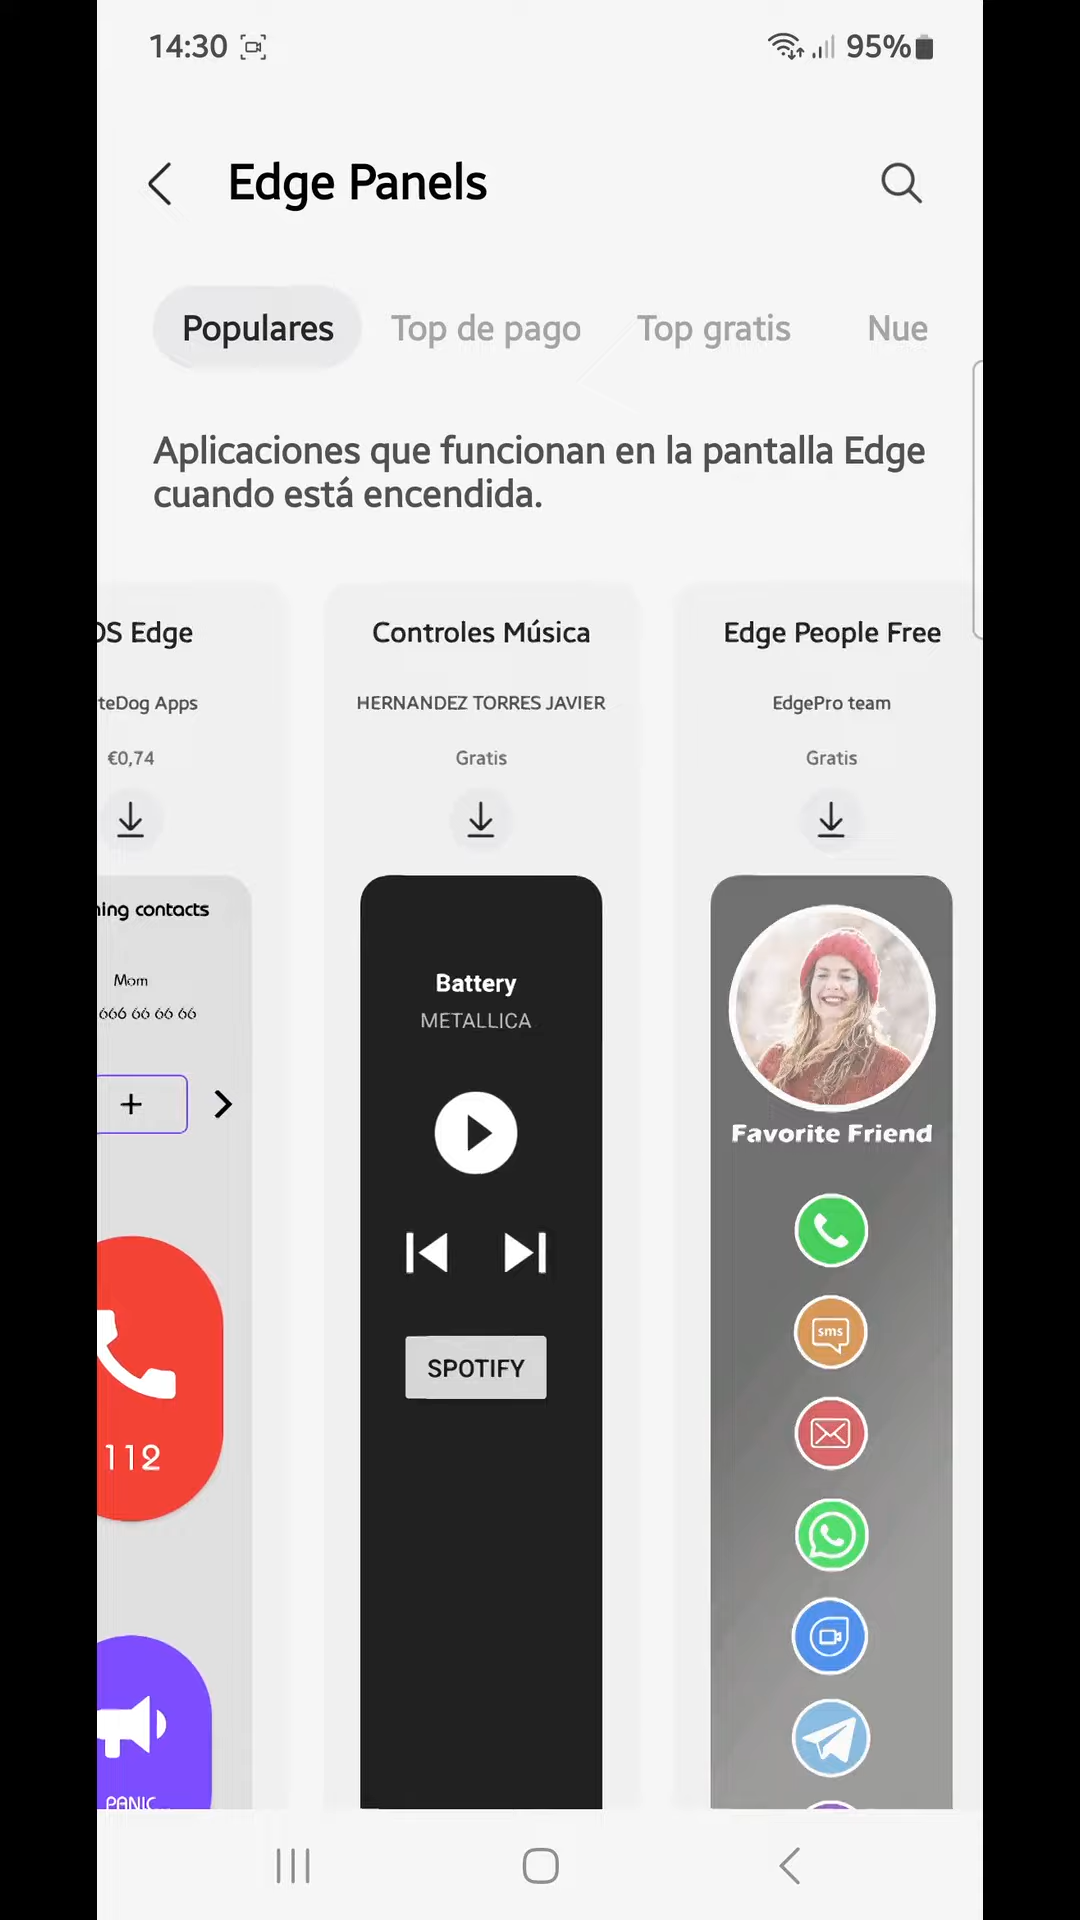 14:30
95%
Edge Panels
Populares
Top de pago
Top gratis
Nue
Aplicaciones que funcionan en la pantalla Edge
cuando está encendida.
OS Edge
teDog Apps
€0,74
ning contacts
Mom
666 66 66 66
+
112
PANIC...
Controles Música
HERNANDEZ TORRES JAVIER
Gratis
Battery
METALLICA
SPOTIFY
Edge People Free
EdgePro team
Gratis
Favorite Friend
sms